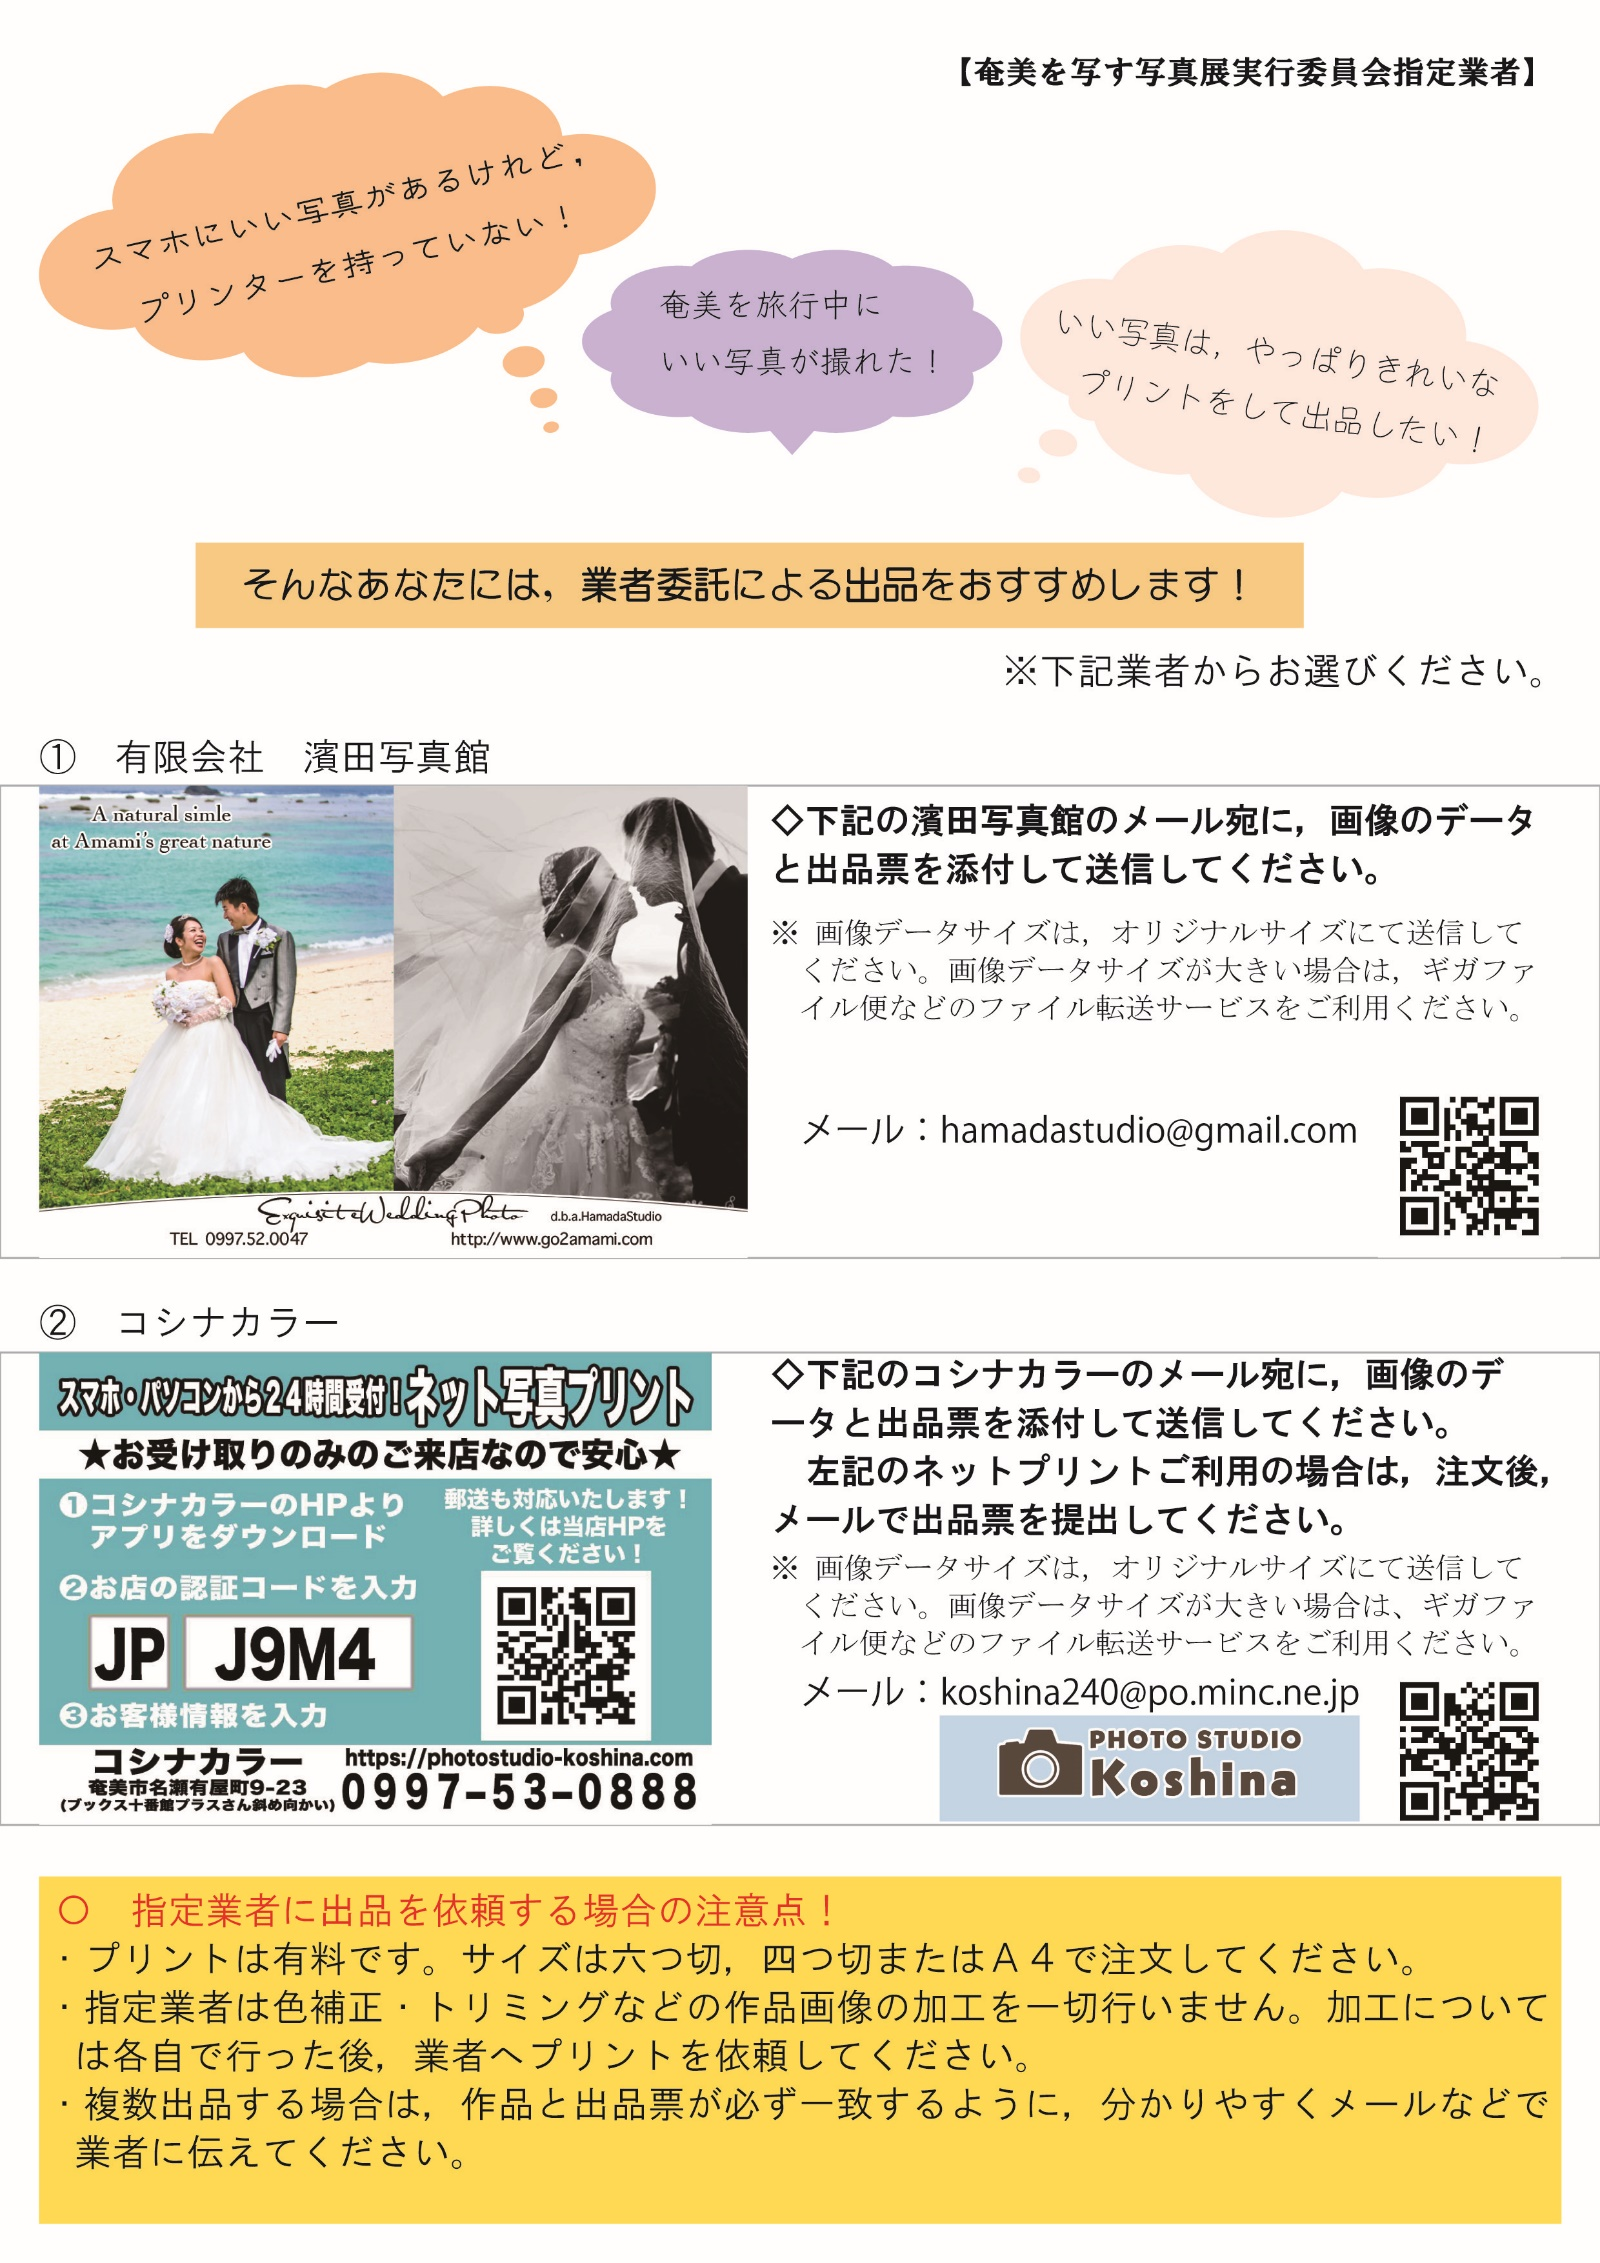 【奄美を写す写真展実行委員会指定業者】
スマホにいい写真があるけれど，
プリンターを持っていない！
奄美を旅行中に
いい写真が撮れた！
いい写真は，やっぱりきれいな
プリントをして出品したい！
そんなあなたには，業者委託による出品をおすすめします！
※下記業者からお選びください。
①　有限会社　濱田写真館
A natural simle
at Amami's great nature
Exquisite Wedding Photo d.b.a.HamadaStudio
TEL 0997.52.0047 http://www.go2amami.com
◇下記の濱田写真館のメール宛に，画像のデータ
と出品票を添付して送信してください。
※ 画像データサイズは，オリジナルサイズにて送信して
ください。画像データサイズが大きい場合は，ギガファ
イル便などのファイル転送サービスをご利用ください。
メール：hamadastudio@gmail.com
②　コシナカラー
スマホ・パソコンから24時間受付！ネット写真プリント
★お受け取りのみのご来店なので安心★
❶コシナカラーのHPより
アプリをダウンロード
❷お店の認証コードを入力
JP J9M4
❸お客様情報を入力
郵送も対応いたします！
詳しくは当店HPを
ご覧ください！
コシナカラー
奄美市名瀬有屋町9-23
(ブックス十番館プラスさん斜め向かい)
https://photostudio-koshina.com
0997-53-0888
◇下記のコシナカラーのメール宛に，画像のデ
ータと出品票を添付して送信してください。
左記のネットプリントご利用の場合は，注文後，
メールで出品票を提出してください。
※ 画像データサイズは，オリジナルサイズにて送信して
ください。画像データサイズが大きい場合は、ギガファ
イル便などのファイル転送サービスをご利用ください。
メール：koshina240@po.minc.ne.jp
PHOTO STUDIO
Koshina
〇　指定業者に出品を依頼する場合の注意点！
・プリントは有料です。サイズは六つ切，四つ切またはＡ４で注文してください。
・指定業者は色補正・トリミングなどの作品画像の加工を一切行いません。加工について
は各自で行った後，業者へプリントを依頼してください。
・複数出品する場合は，作品と出品票が必ず一致するように，分かりやすくメールなどで
業者に伝えてください。